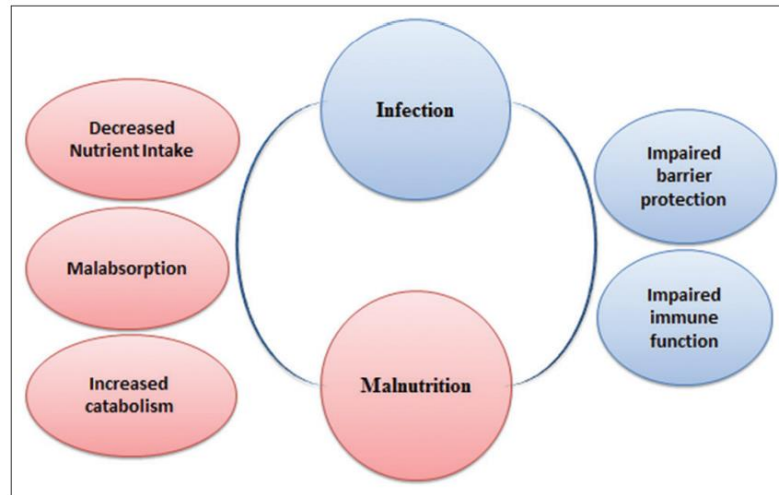 Infection
Decreased
Nutrient Intake
Malabsorption
Increased
catabolism
Malnutrition
Impaired
barrier
protection
Impaired
immune
function